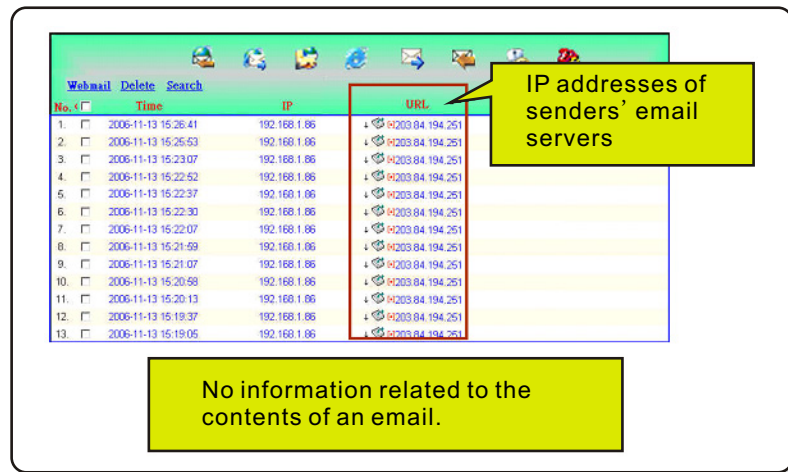 Webmail Delete Search
No. Time IP URL
IP addresses of
senders' email
servers
1. 2006-11-13 15:26:41 192.168.1.86 ↓ 203.84.194.251
2. 2006-11-13 15:25:53 192.168.1.86 ↓ 203.84.194.251
3. 2006-11-13 15:23:07 192.168.1.86 ↓ 203.84.194.251
4. 2006-11-13 15:22:52 192.168.1.86 ↓ 203.84.194.251
5. 2006-11-13 15:22:37 192.168.1.86 ↓ 203.84.194.251
6. 2006-11-13 15:22:30 192.168.1.86 ↓ 203.84.194.251
7. 2006-11-13 15:22:07 192.168.1.86 ↓ 203.84.194.251
8. 2006-11-13 15:21:59 192.168.1.86 ↓ 203.84.194.251
9. 2006-11-13 15:21:07 192.168.1.86 ↓ 203.84.194.251
10. 2006-11-13 15:20:58 192.168.1.86 ↓ 203.84.194.251
11. 2006-11-13 15:20:13 192.168.1.86 ↓ 203.84.194.251
12. 2006-11-13 15:19:37 192.168.1.86 ↓ 203.84.194.251
13. 2006-11-13 15:19:05 192.168.1.86 ↓ 203.84.194.251
No information related to the
contents of an email.